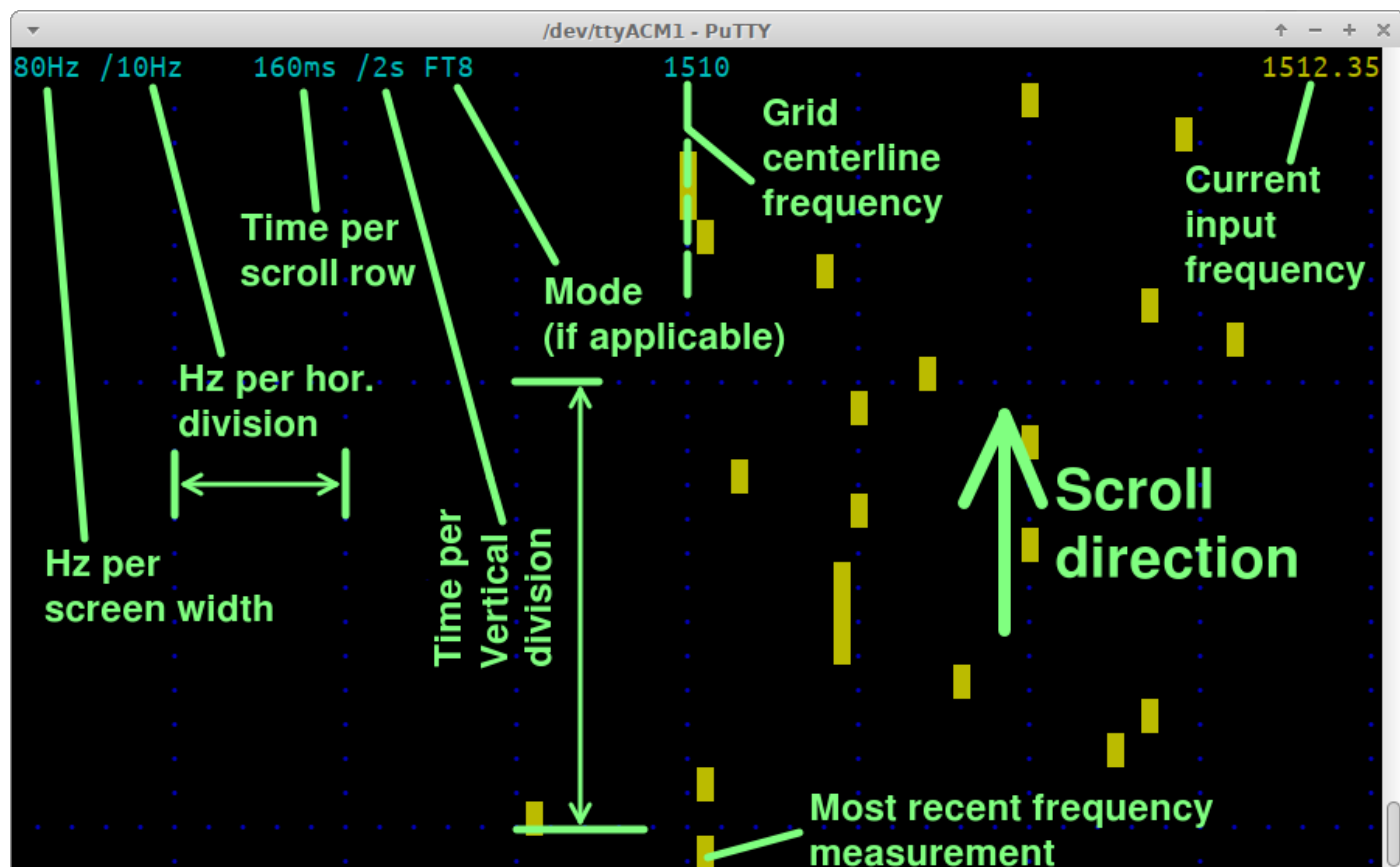 /dev/ttyACM1 - PuTTY
80Hz /10Hz 160ms /2s FT8 1510 1512.35
Grid
centerline
frequency
Current
input
frequency
Time per
scroll row
Mode
(if applicable)
Hz per hor.
division
Scroll
direction
Time per
Vertical
division
Hz per
screen width
Most recent frequency
measurement